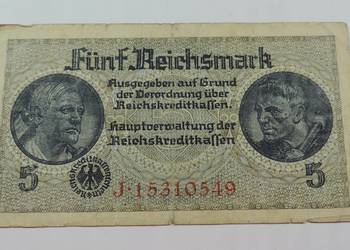 Fünf Reichsmark
Ausgegeben auf Grund
der Verordnung über
Reichskreditkassen.
Hauptverwaltung der
Reichskreditkassen
5
5
J·15310549